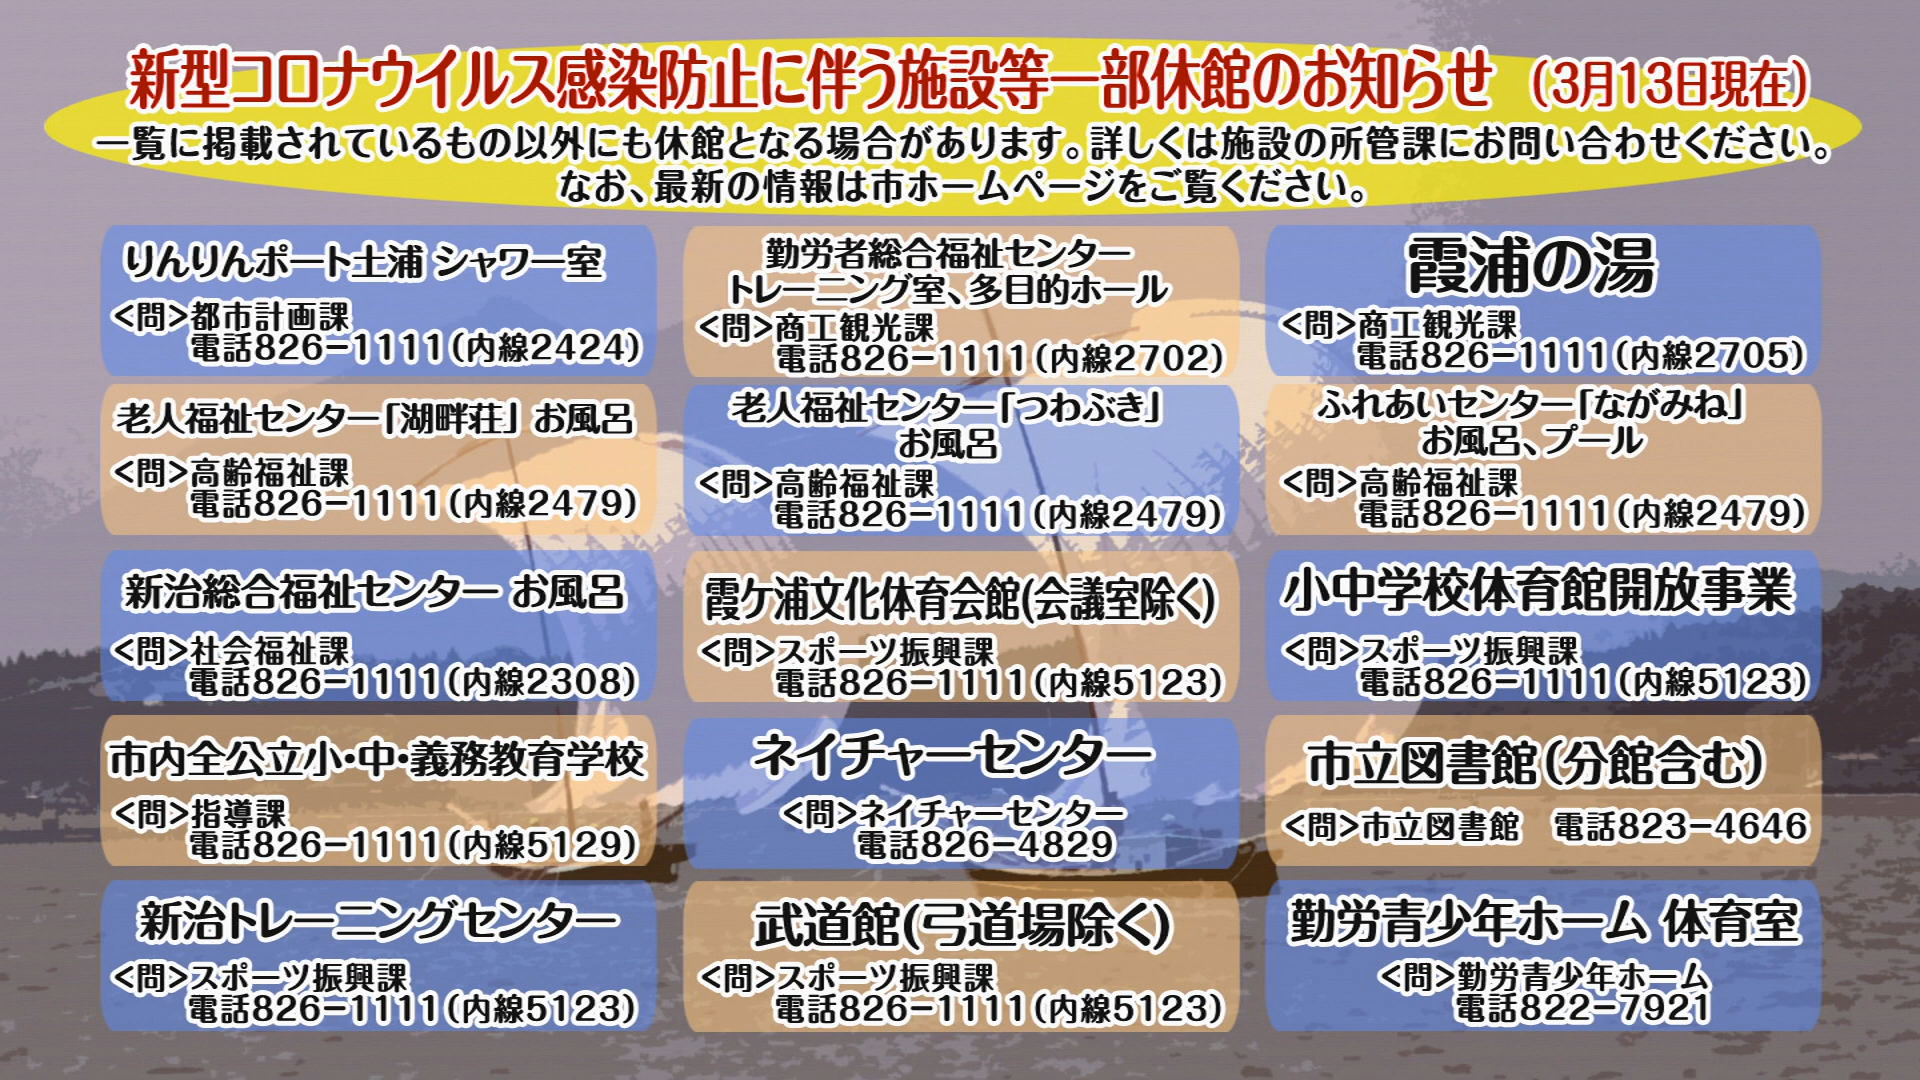 新型コロナウイルス感染防止に伴う施設等一部休館のお知らせ （3月13日現在）
一覧に掲載されているもの以外にも休館となる場合があります。詳しくは施設の所管課にお問い合わせください。
なお、最新の情報は市ホームページをご覧ください。
りんりんポート土浦 シャワー室
<問>都市計画課
電話826−1111（内線2424）
勤労者総合福祉センター
トレーニング室、多目的ホール
<問>商工観光課
電話826−1111（内線2702）
霞浦の湯
<問>商工観光課
電話826−1111（内線2705）
老人福祉センター「湖畔荘」 お風呂
<問>高齢福祉課
電話826−1111（内線2479）
老人福祉センター「つわぶき」
お風呂
<問>高齢福祉課
電話826−1111（内線2479）
ふれあいセンター「ながみね」
お風呂、プール
<問>高齢福祉課
電話826−1111（内線2479）
新治総合福祉センター お風呂
<問>社会福祉課
電話826−1111（内線2308）
霞ケ浦文化体育会館(会議室除く)
<問>スポーツ振興課
電話826−1111（内線5123）
小中学校体育館開放事業
<問>スポーツ振興課
電話826−1111（内線5123）
市内全公立小・中・義務教育学校
<問>指導課
電話826−1111（内線5129）
ネイチャーセンター
<問>ネイチャーセンター
電話826−4829
市立図書館（分館含む）
<問>市立図書館 電話823−4646
新治トレーニングセンター
<問>スポーツ振興課
電話826−1111（内線5123）
武道館(弓道場除く)
<問>スポーツ振興課
電話826−1111（内線5123）
勤労青少年ホーム 体育室
<問>勤労青少年ホーム
電話822−7921